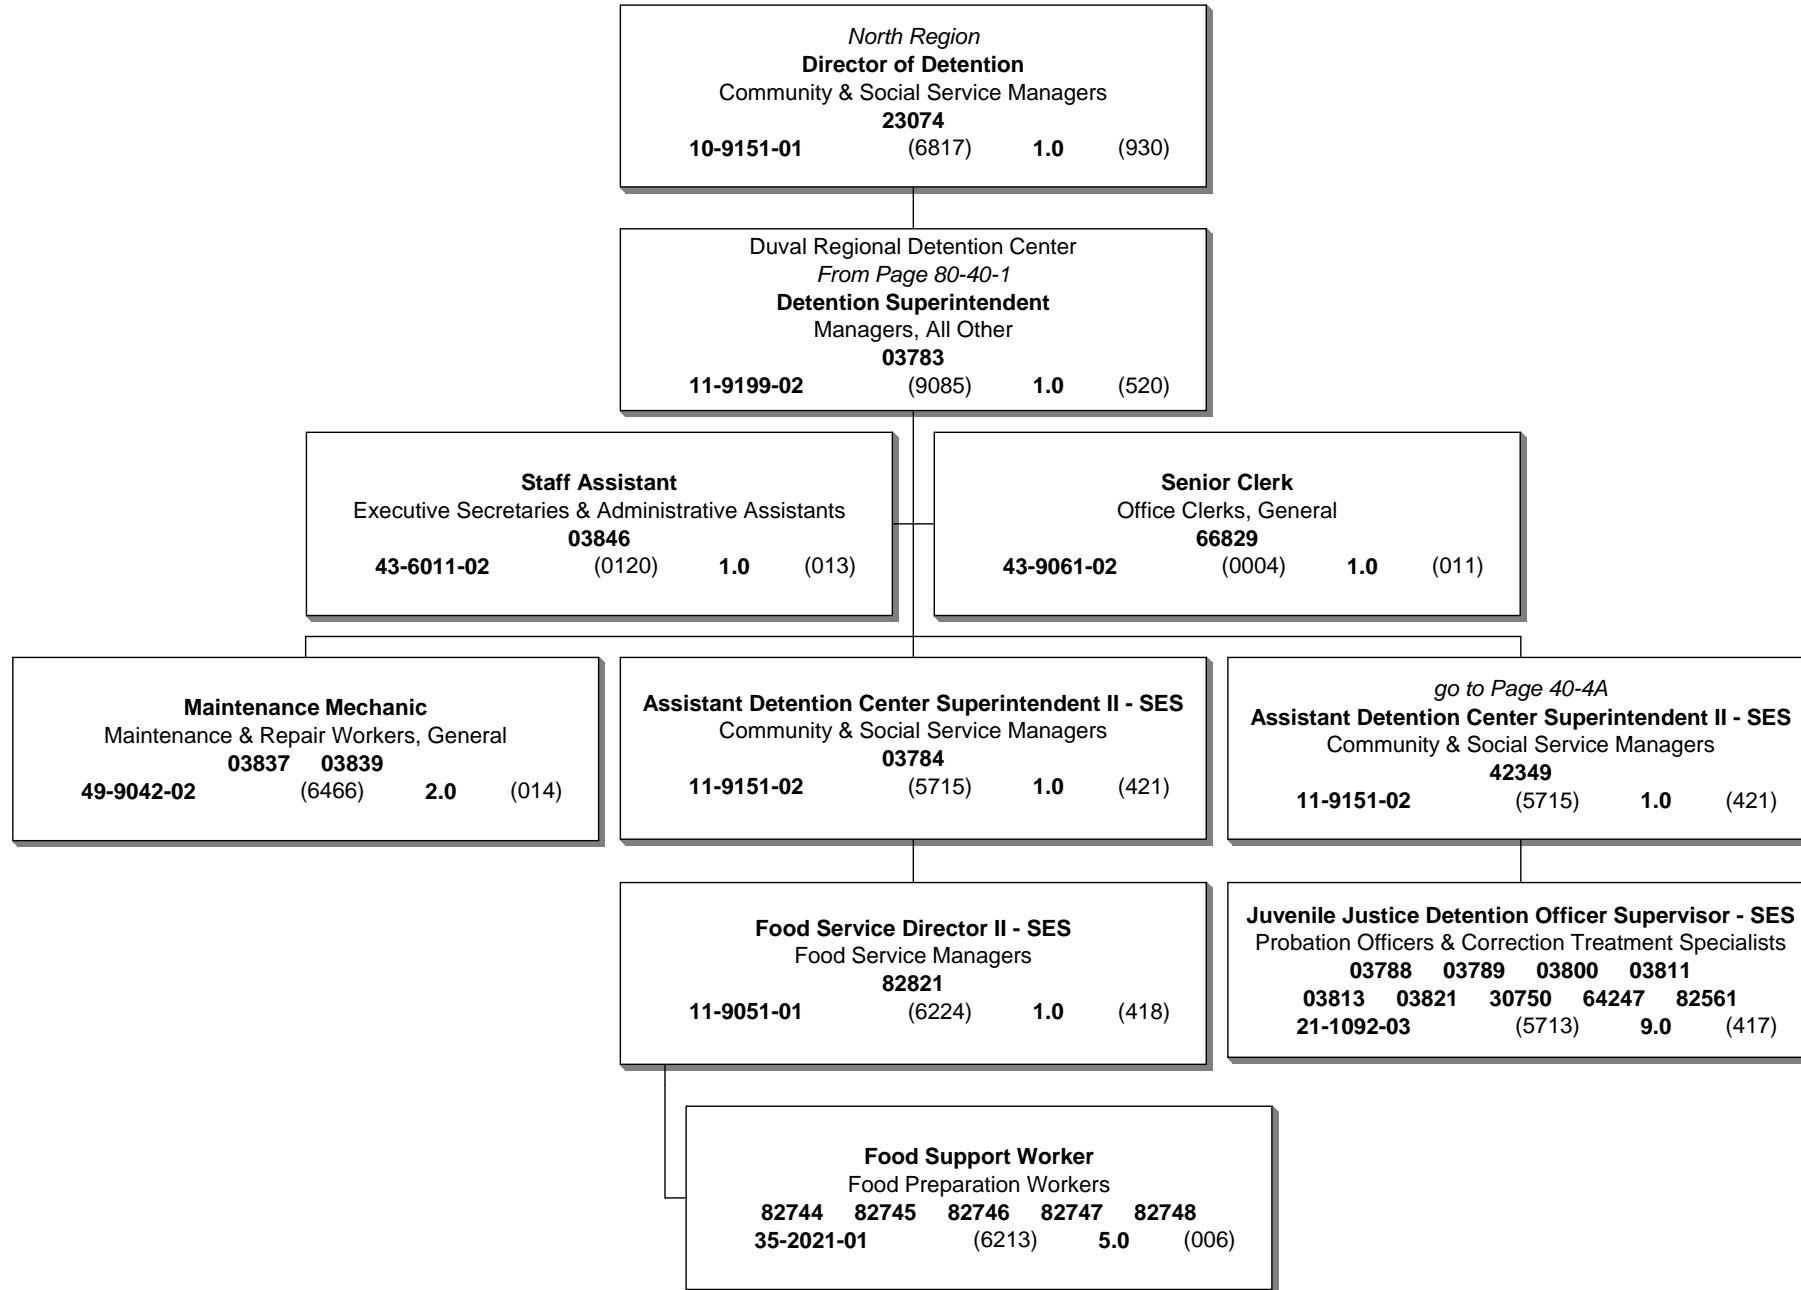 North Region
Director of Detention
Community & Social Service Managers
23074
10-9151-01 (6817) 1.0 (930)
Duval Regional Detention Center
From Page 80-40-1
Detention Superintendent
Managers, All Other
03783
11-9199-02 (9085) 1.0 (520)
Staff Assistant
Executive Secretaries & Administrative Assistants
03846
43-6011-02 (0120) 1.0 (013)
Senior Clerk
Office Clerks, General
66829
43-9061-02 (0004) 1.0 (011)
Maintenance Mechanic
Maintenance & Repair Workers, General
03837 03839
49-9042-02 (6466) 2.0 (014)
Assistant Detention Center Superintendent II - SES
Community & Social Service Managers
03784
11-9151-02 (5715) 1.0 (421)
go to Page 40-4A
Assistant Detention Center Superintendent II - SES
Community & Social Service Managers
42349
11-9151-02 (5715) 1.0 (421)
Food Service Director II - SES
Food Service Managers
82821
11-9051-01 (6224) 1.0 (418)
Juvenile Justice Detention Officer Supervisor - SES
Probation Officers & Correction Treatment Specialists
03788 03789 03800 03811
03813 03821 30750 64247 82561
21-1092-03 (5713) 9.0 (417)
Food Support Worker
Food Preparation Workers
82744 82745 82746 82747 82748
35-2021-01 (6213) 5.0 (006)